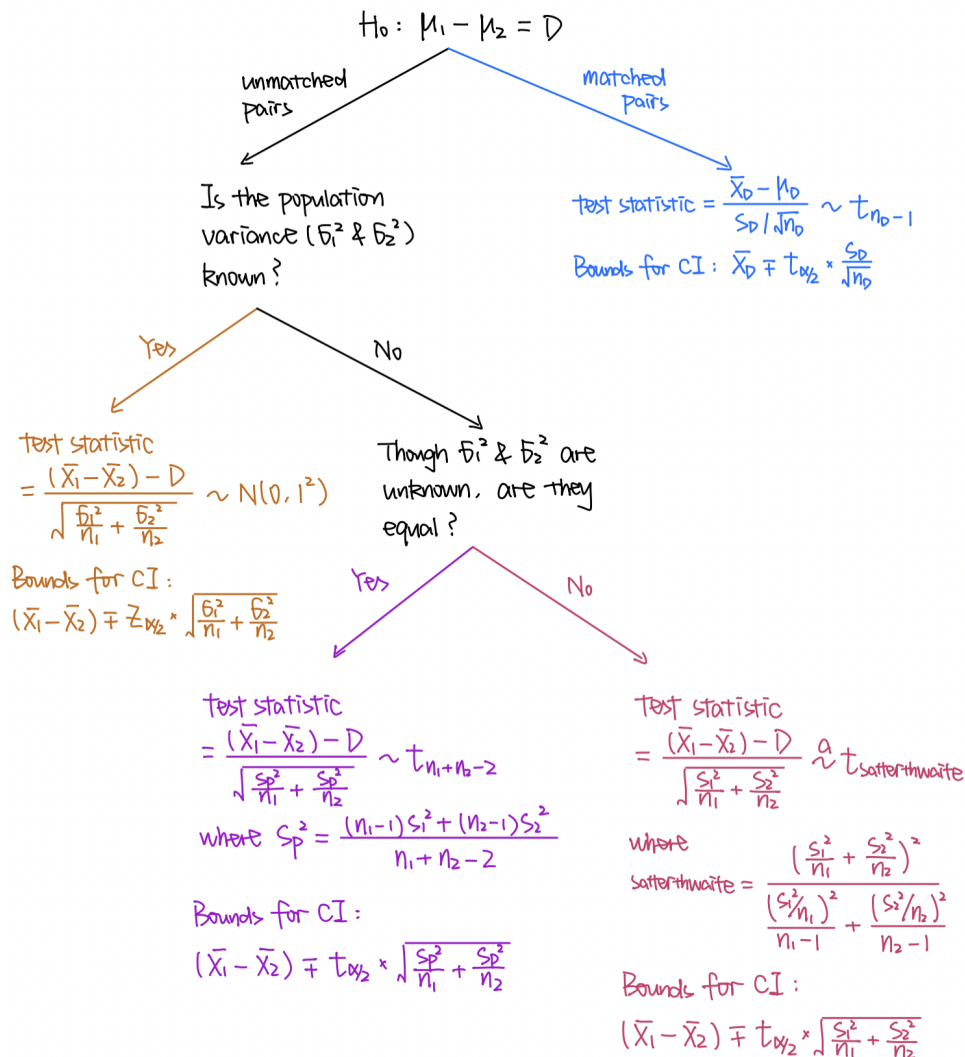 H₀: μ₁ − μ₂ = D
unmatched
pairs
matched
pairs
Is the population
variance (σ₁² & σ₂²)
known?
test statistic = (X̄_D − μ_D) / (S_D/√n_D) ~ t_{n_D−1}
Bounds for CI: X̄_D ∓ t_{α/2} * S_D/√n_D
Yes
No
test statistic
= ((X̄₁−X̄₂) − D) / √(σ₁²/n₁ + σ₂²/n₂) ~ N(0, 1²)
Bounds for CI:
(X̄₁−X̄₂) ∓ Z_{α/2} * √(σ₁²/n₁ + σ₂²/n₂)
Though σ₁² & σ₂² are
unknown, are they
equal?
Yes
No
test statistic
= ((X̄₁−X̄₂) − D) / √(Sp²/n₁ + Sp²/n₂) ~ t_{n₁+n₂−2}
where Sp² = ((n₁−1)S₁² + (n₂−1)S₂²) / (n₁+n₂−2)
Bounds for CI:
(X̄₁ − X̄₂) ∓ t_{α/2} * √(Sp²/n₁ + Sp²/n₂)
test statistic
= ((X̄₁−X̄₂) − D) / √(S₁²/n₁ + S₂²/n₂) ~ᵃ t_{satterthwaite}
where
satterthwaite = (S₁²/n₁ + S₂²/n₂)² / ((S₁²/n₁)²/(n₁−1) + (S₂²/n₂)²/(n₂−1))
Bounds for CI:
(X̄₁ − X̄₂) ∓ t_{α/2} * √(S₁²/n₁ + S₂²/n₂)